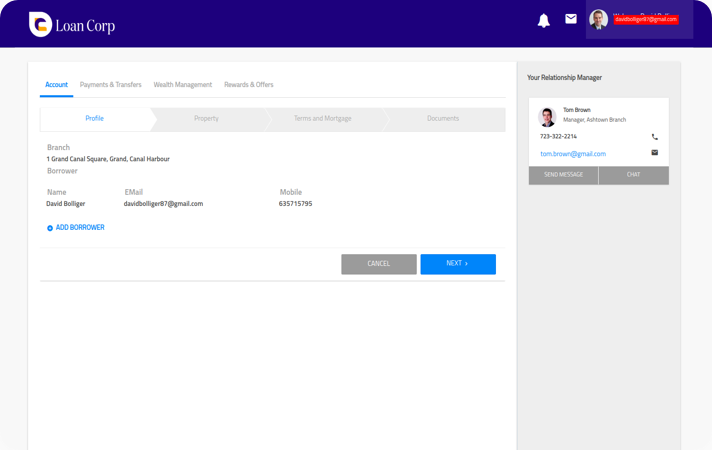 Loan Corp
davidbolliger87@gmail.com
Account Payments & Transfers Wealth Management Rewards & Offers
Profile Property Terms and Mortgage Documents
Branch
1 Grand Canal Square, Grand, Canal Harbour
Borrower
Name EMail Mobile
David Bolliger davidbolliger87@gmail.com 635715795
ADD BORROWER
CANCEL NEXT ›
Your Relationship Manager
Tom Brown
Manager, Ashtown Branch
723-322-2214
tom.brown@gmail.com
SEND MESSAGE CHAT